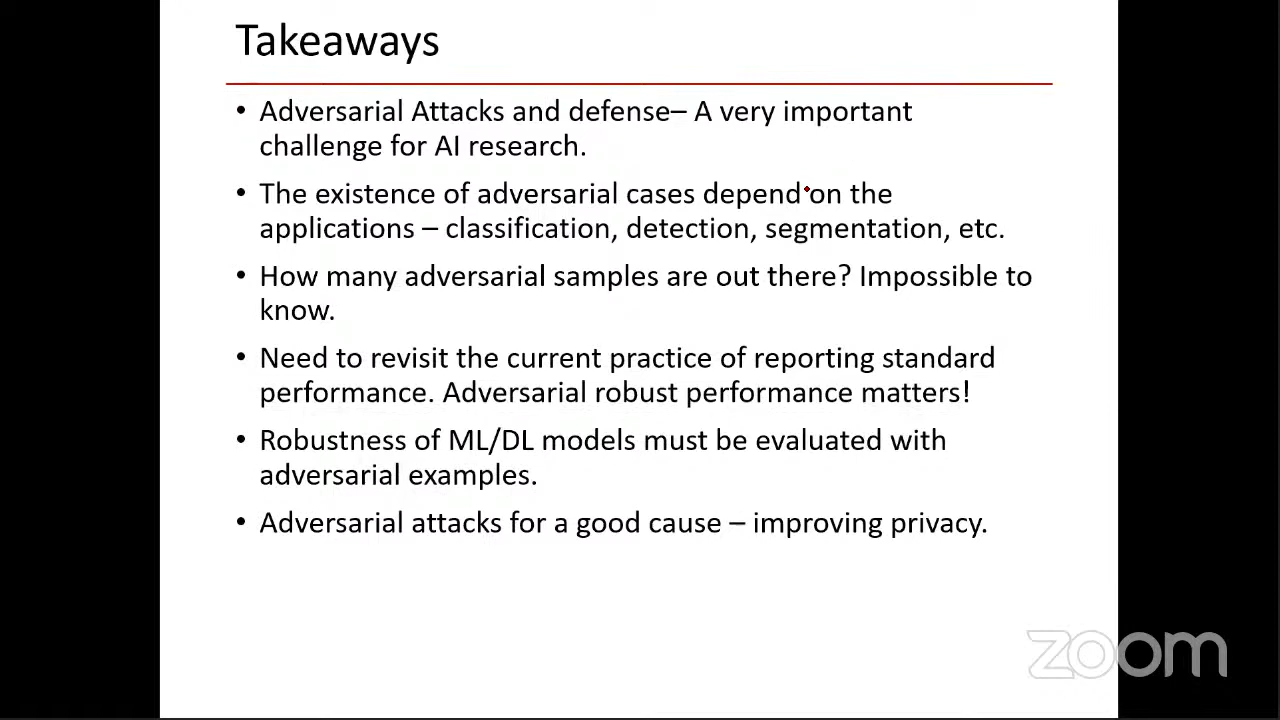 Takeaways
• Adversarial Attacks and defense– A very important
challenge for AI research.
• The existence of adversarial cases depend on the
applications – classification, detection, segmentation, etc.
• How many adversarial samples are out there? Impossible to
know.
• Need to revisit the current practice of reporting standard
performance. Adversarial robust performance matters!
• Robustness of ML/DL models must be evaluated with
adversarial examples.
• Adversarial attacks for a good cause – improving privacy.
zoom